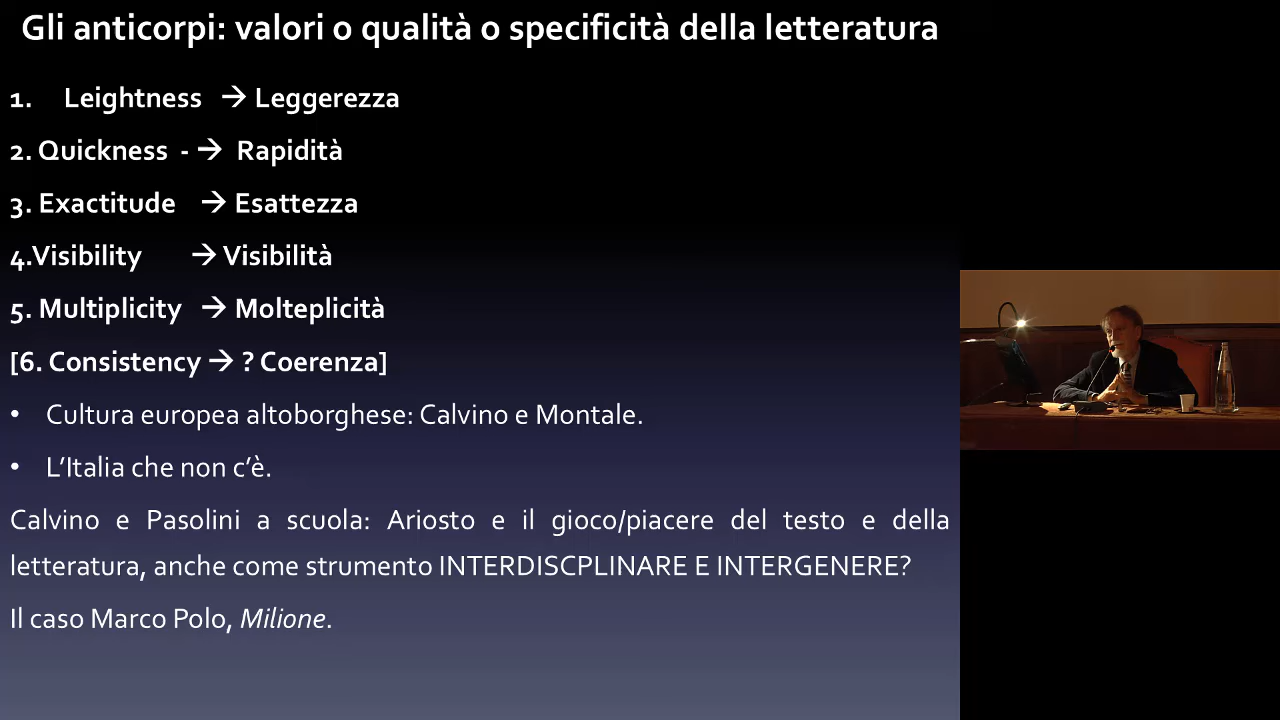 Gli anticorpi: valori o qualità o specificità della letteratura
1. Leightness → Leggerezza
2. Quickness - → Rapidità
3. Exactitude → Esattezza
4.Visibility → Visibilità
5. Multiplicity → Molteplicità
[6. Consistency → ? Coerenza]
• Cultura europea altoborghese: Calvino e Montale.
• L’Italia che non c’è.
Calvino e Pasolini a scuola: Ariosto e il gioco/piacere del testo e della
letteratura, anche come strumento INTERDISCPLINARE E INTERGENERE?
Il caso Marco Polo, Milione.